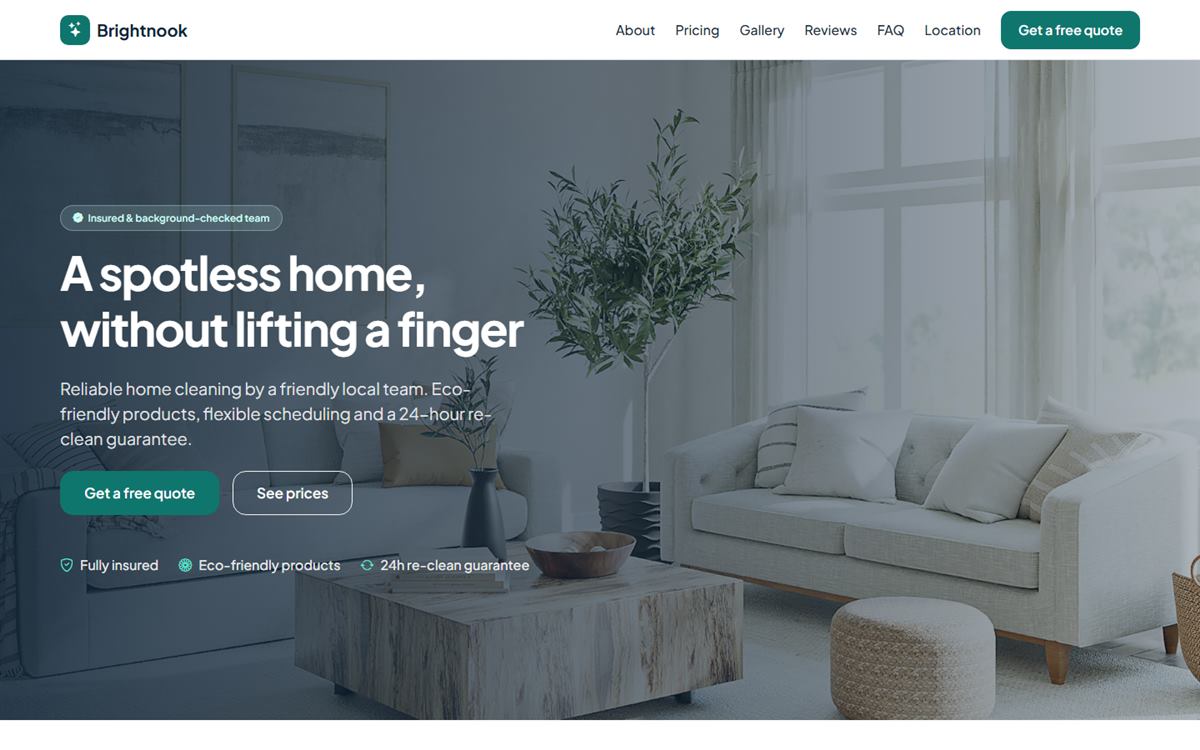 Brightnook
About
Pricing
Gallery
Reviews
FAQ
Location
Get a free quote
Insured & background-checked team
A spotless home,
without lifting a finger
Reliable home cleaning by a friendly local team. Eco-
friendly products, flexible scheduling and a 24-hour re-
clean guarantee.
Get a free quote
See prices
Fully insured
Eco-friendly products
24h re-clean guarantee